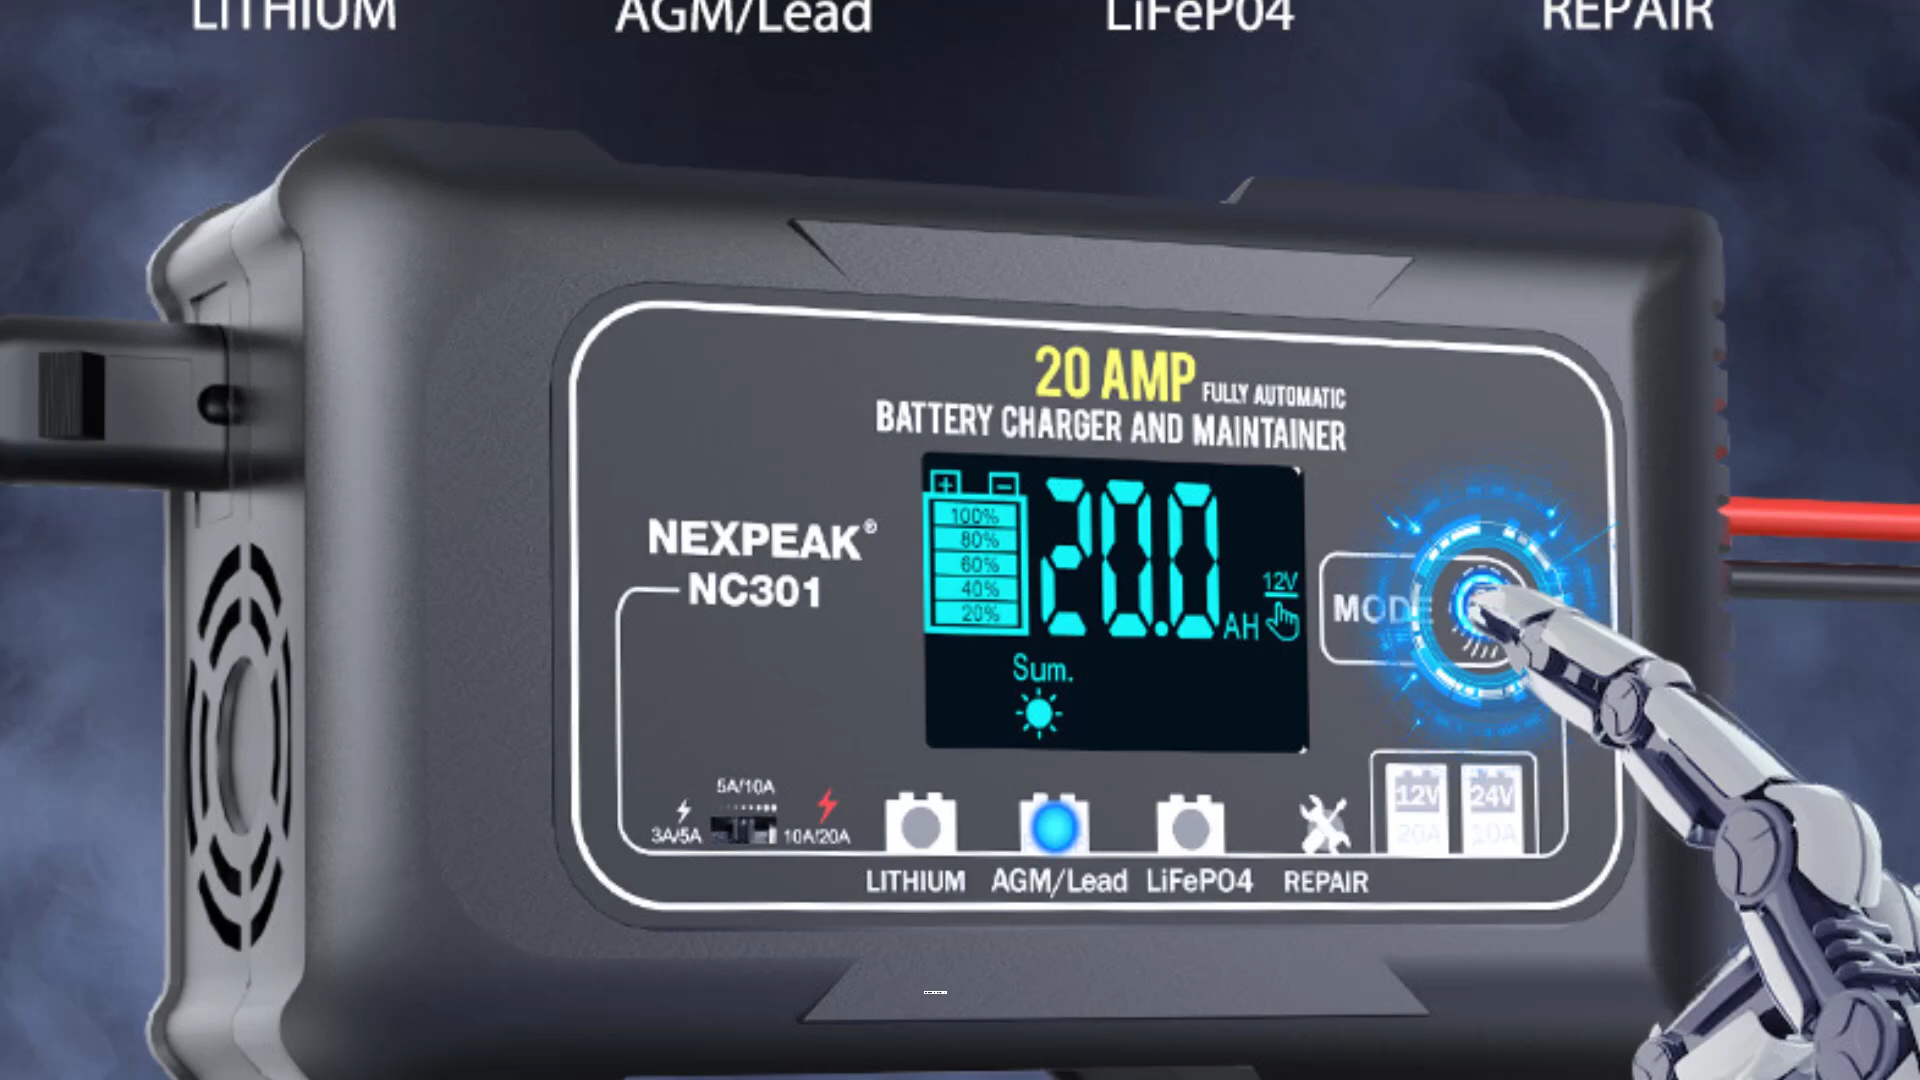 LITHIUM AGM/Lead LiFePO4 REPAIR
20 AMP FULLY AUTOMATIC
BATTERY CHARGER AND MAINTAINER
NEXPEAK®
NC301
+ −
100%
80%
60%
40%
20%
20.0 AH
12V
Sum.
MODE
5A/10A
3A/5A
10A/20A
12V 24V
20A 10A
LITHIUM AGM/Lead LiFePO4 REPAIR